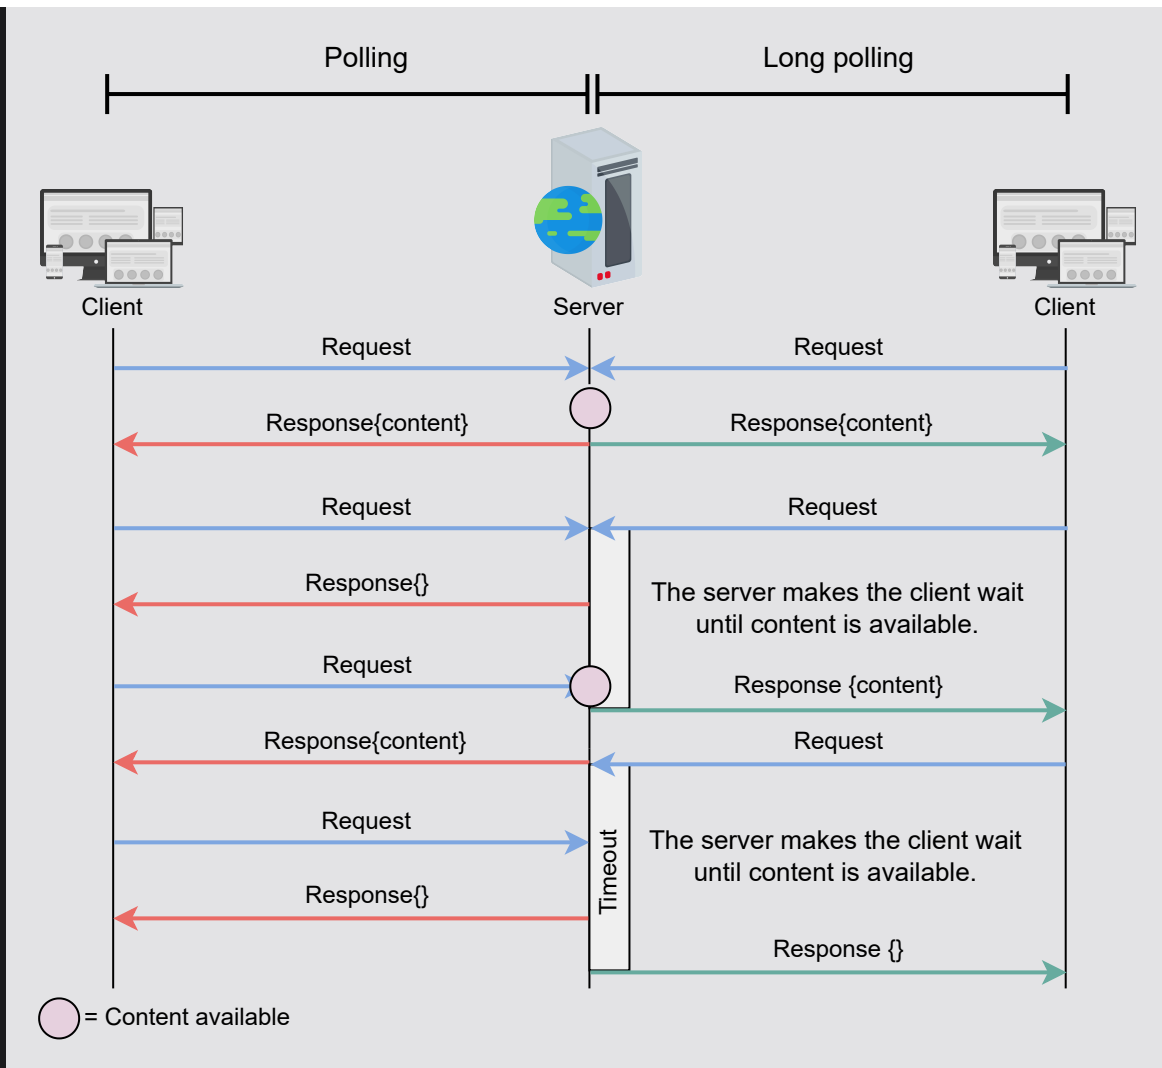 Polling
Long polling
Client
Server
Client
Request
Request
Response{content}
Response{content}
Request
Request
Response{}
The server makes the client wait
until content is available.
Request
Response {content}
Response{content}
Request
Request
Timeout
The server makes the client wait
until content is available.
Response{}
Response {}
= Content available